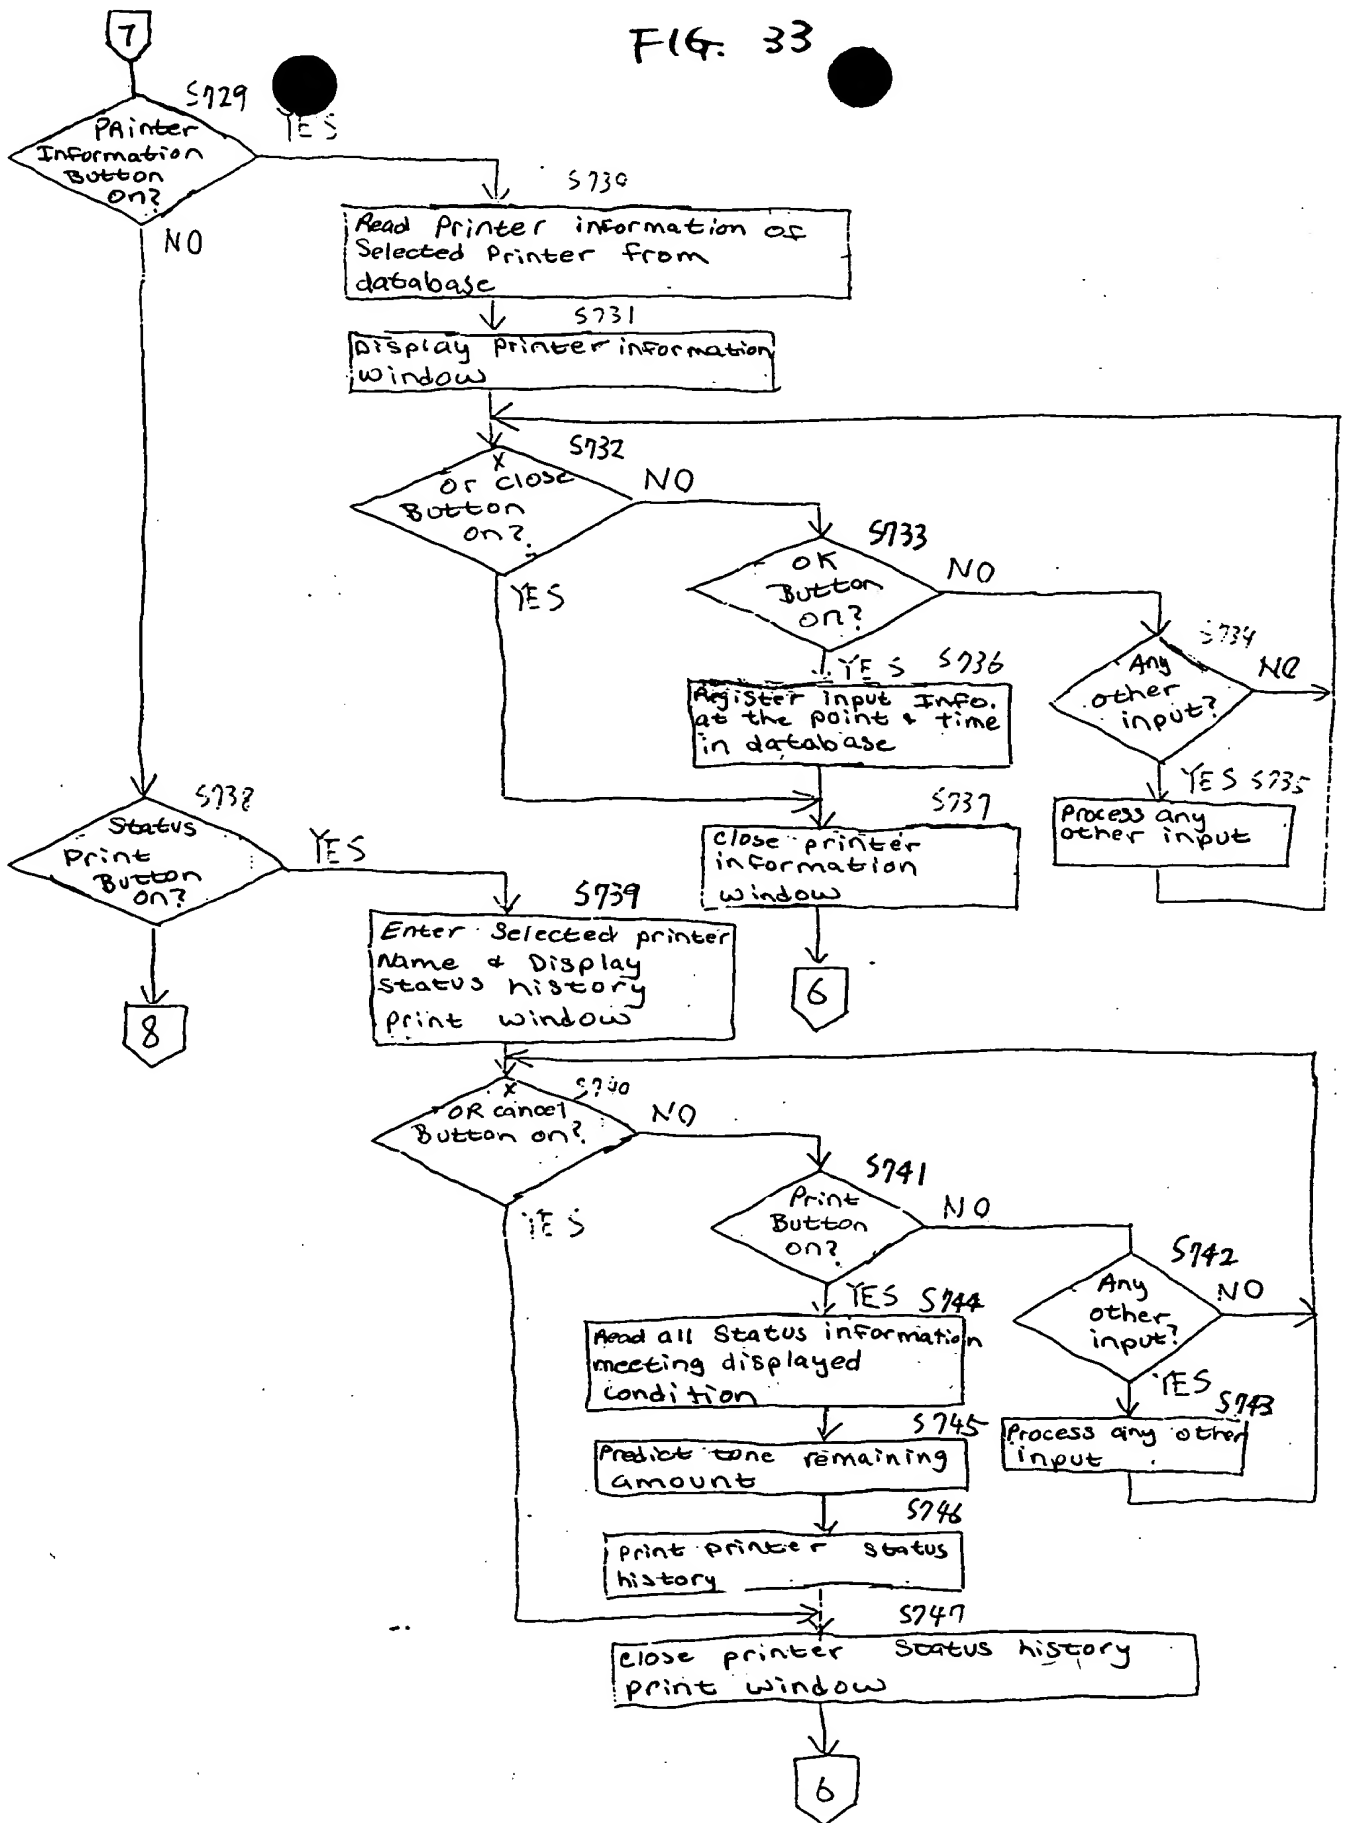 FIG. 33
7
S729
PRinter
Information
Button
on?
YES
NO
S730
Read Printer information of
Selected Printer from
database
S731
Display Printer information
window
S732
X
or close
Button
on?
NO
YES
S733
OK
Button
on?
NO
YES
S734
Any
other
input?
NO
YES
S735
Process any
other input
S736
Register input Info.
at the point & time
in database
S737
Close printer
information
window
6
S738
Status
print
Button
on?
YES
8
S739
Enter Selected printer
Name & Display
status history
print window
S740
X
OR cancel
Button on?
NO
YES
S741
Print
Button
on?
NO
YES
S742
Any
other
input?
NO
YES
S743
Process any other
input
S744
Read all Status information
meeting displayed
condition
S745
Predict tone remaining
amount
S746
Print printer status
history
S747
Close printer Status history
print window
6